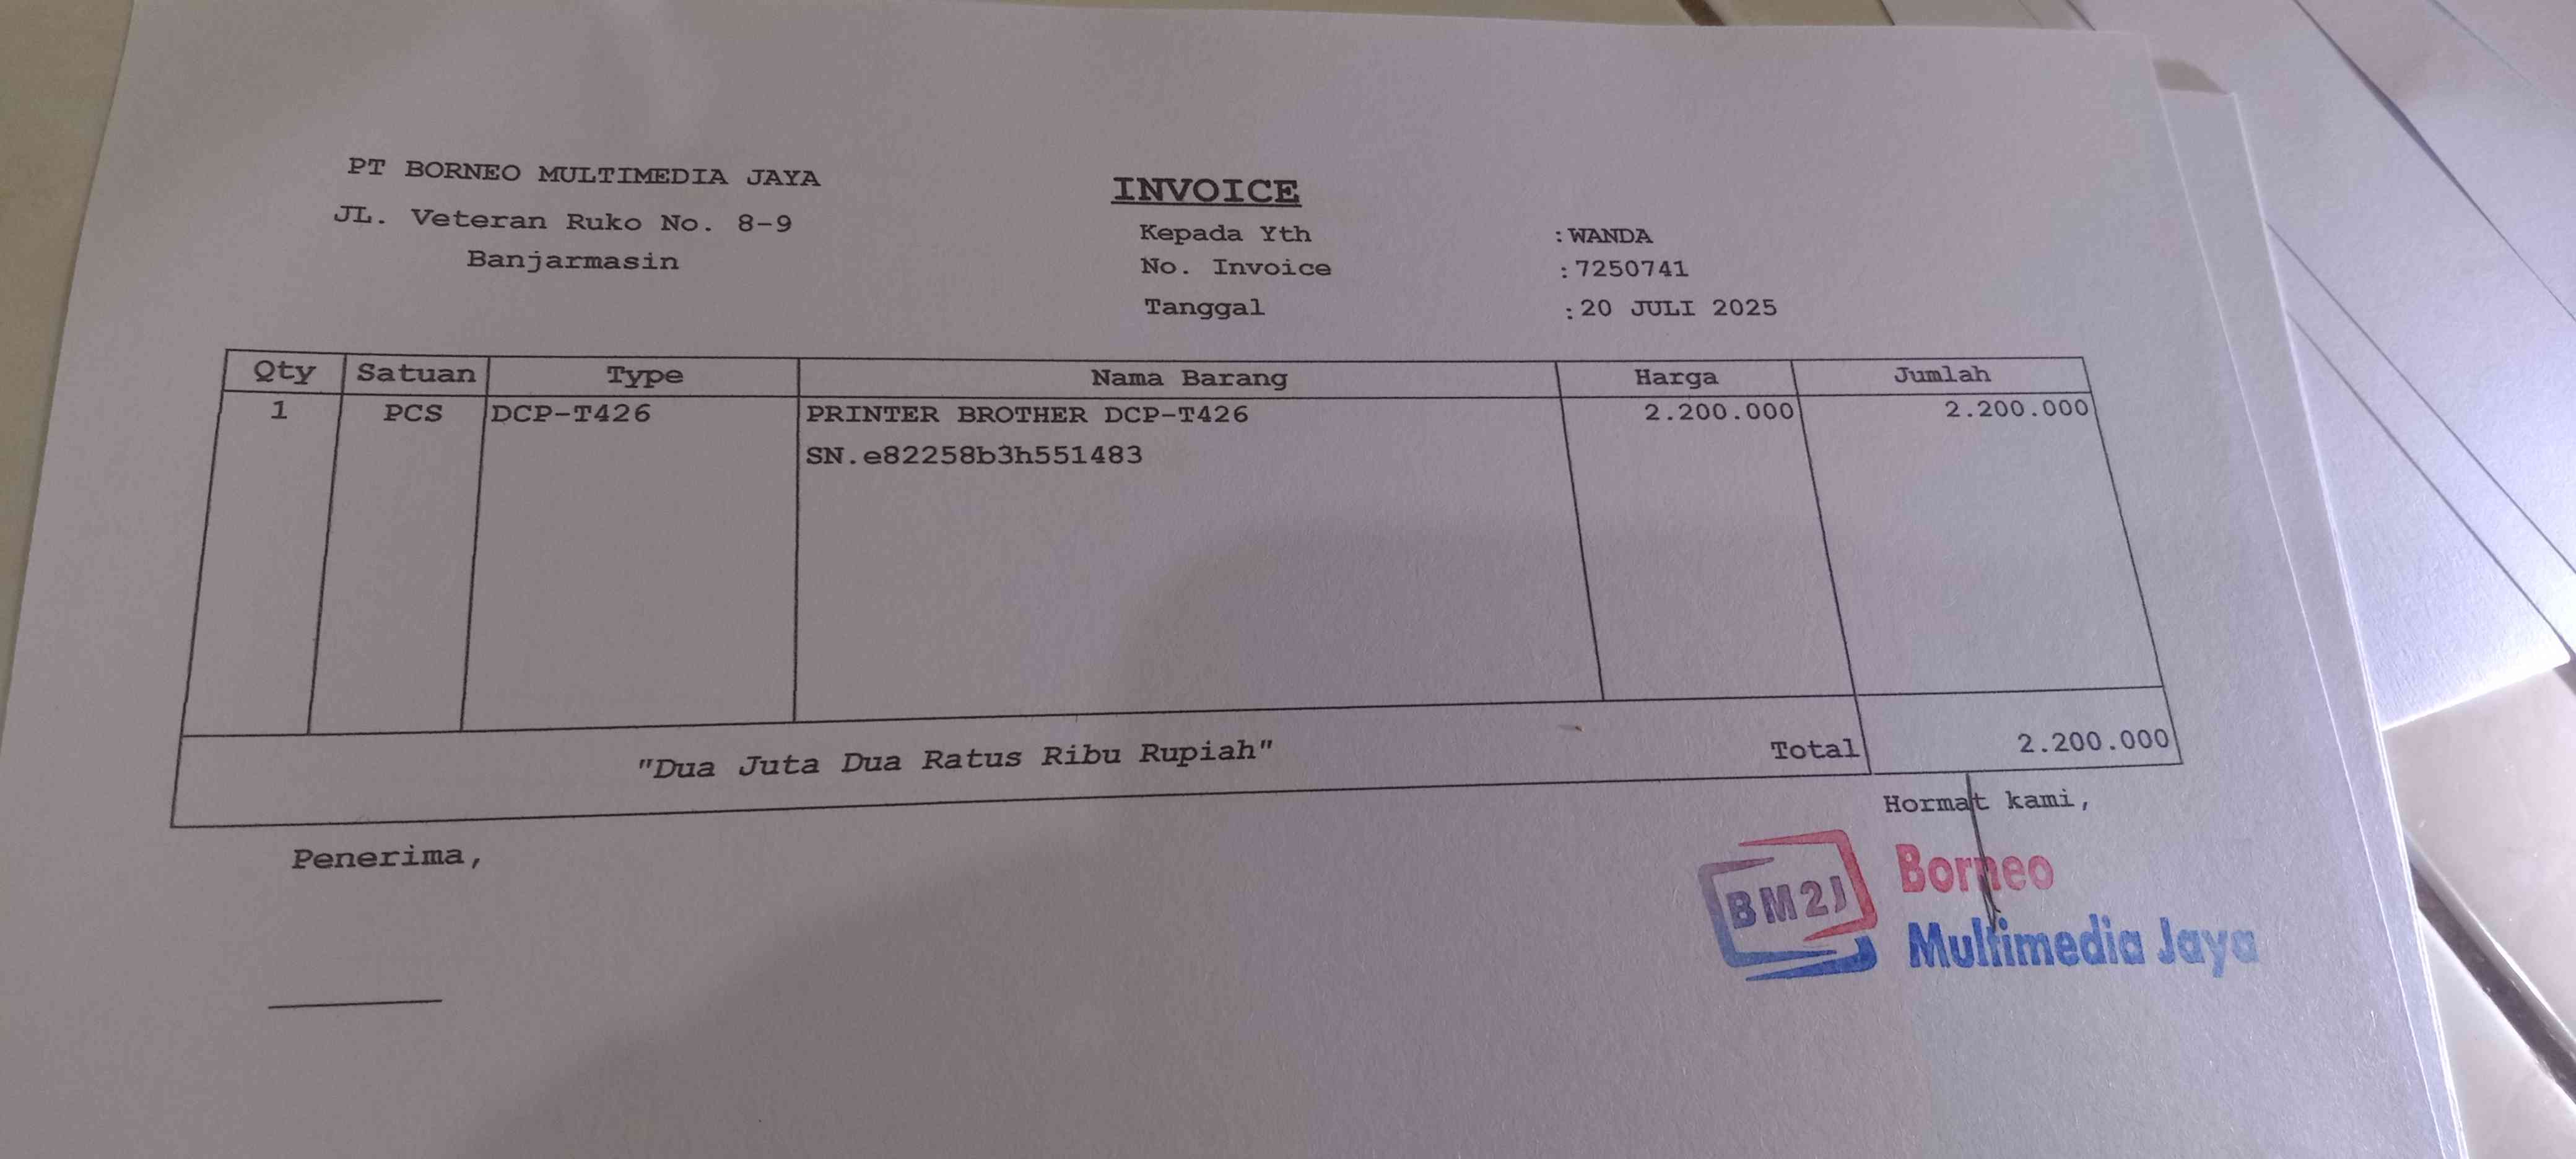 PT BORNEO MULTIMEDIA JAYA
JL. Veteran Ruko No. 8-9
Banjarmasin
INVOICE
Kepada Yth :WANDA
No. Invoice :7250741
Tanggal :20 JULI 2025
Qty Satuan Type Nama Barang Harga Jumlah
1 PCS DCP-T426 PRINTER BROTHER DCP-T426 2.200.000 2.200.000
SN.e82258b3h551483
"Dua Juta Dua Ratus Ribu Rupiah" Total 2.200.000
Penerima,
Hormat kami,
BM2J
Borneo
Multimedia Jaya